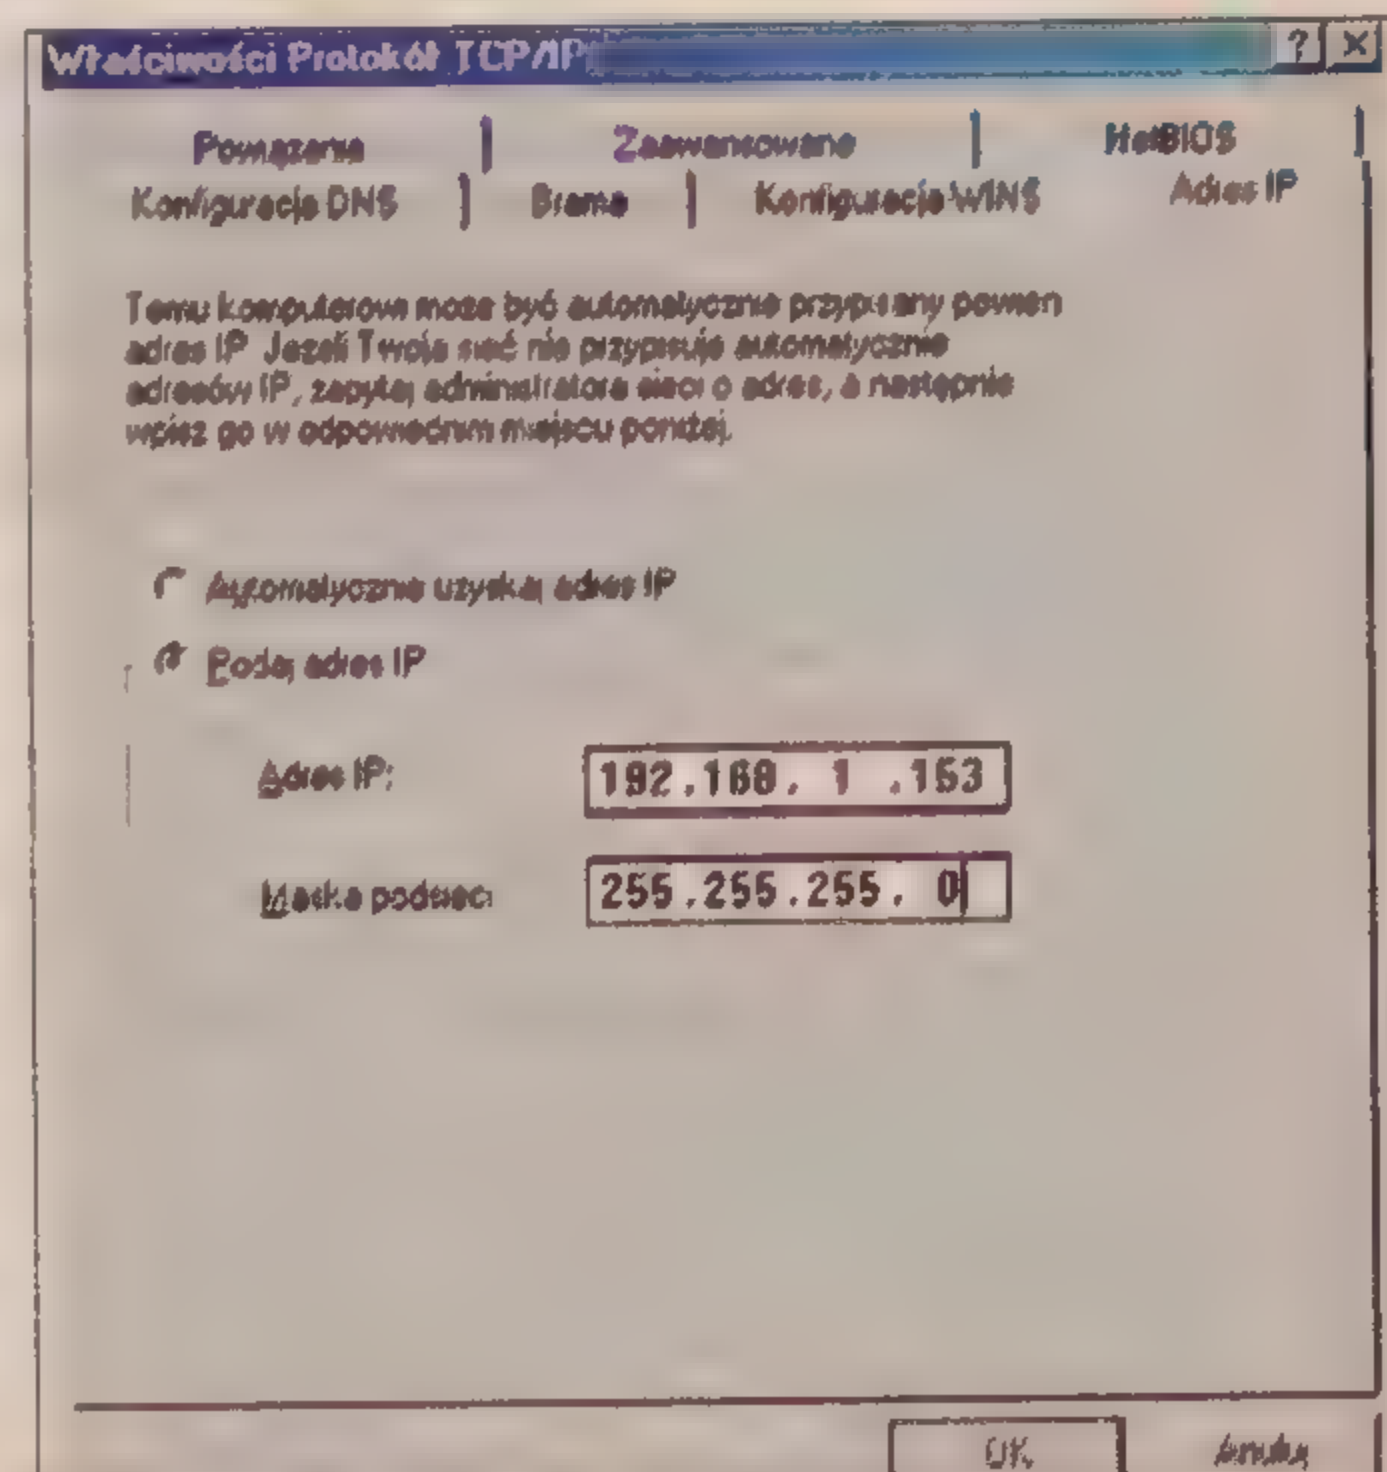 Właściwości Protokół TCP/IP
? X
Powiązania Zaawansowane NetBIOS
Konfiguracja DNS Brama Konfiguracja WINS Adres IP
Temu komputerowi może być automatycznie przypisany pewien
adres IP. Jeżeli Twoja sieć nie przypisuje automatycznie
adresów IP, zapytaj administratora sieci o adres, a następnie
wpisz go w odpowiednim miejscu poniżej.
Automatycznie uzyskaj adres IP
Podaj adres IP
Adres IP: 192.168. 1 .153
Maska podsieci 255.255.255. 0
OK Anuluj